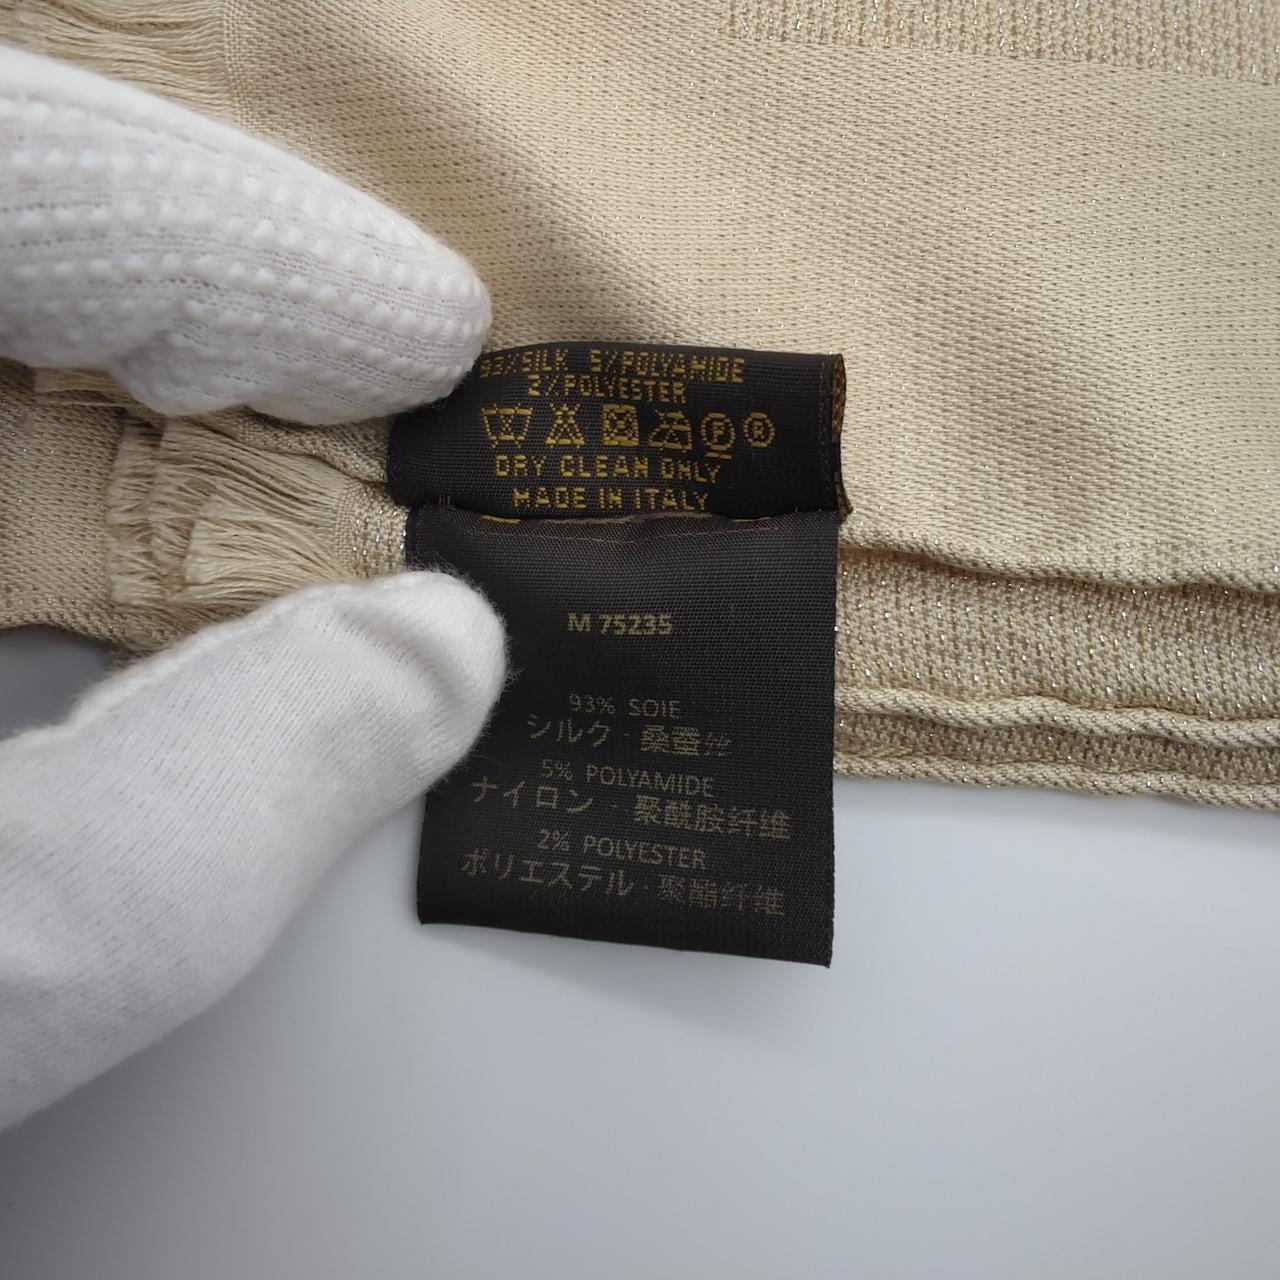 93% SILK 5% POLYAMIDE
2% POLYESTER
F R
DRY CLEAN ONLY
MADE IN ITALY
M 75235
93% SOIE
シルク · 桑蚕丝
5% POLYAMIDE
ナイロン · 聚酰胺纤维
2% POLYESTER
ポリエステル · 聚酯纤维